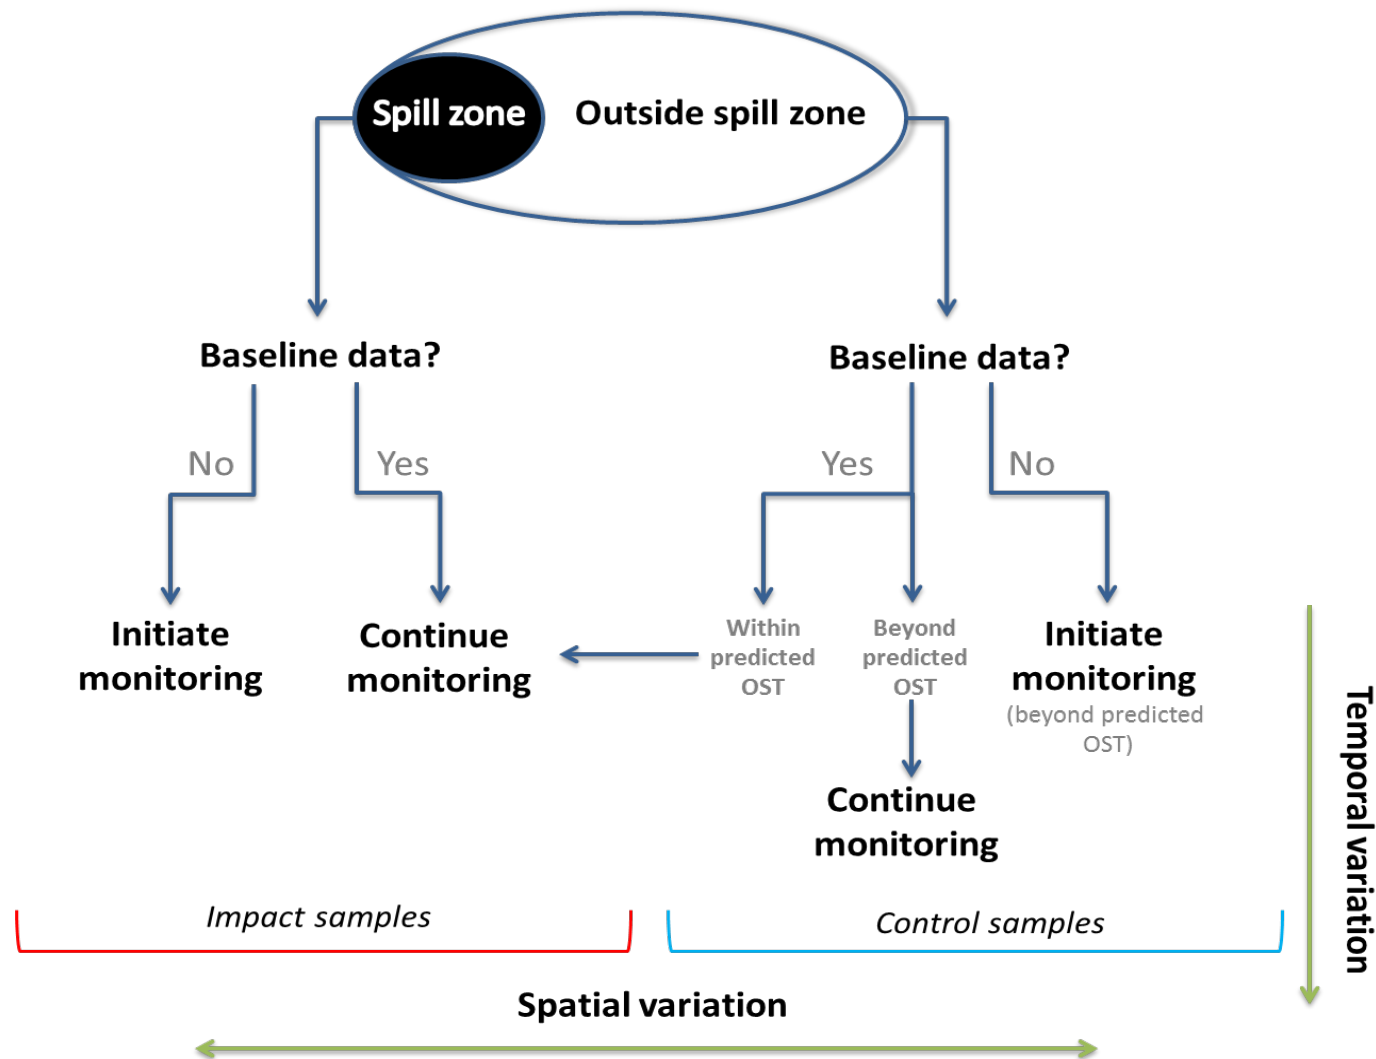 Spill zone
Outside spill zone
Baseline data?
Baseline data?
No
Yes
Yes
No
Initiate
monitoring
Continue
monitoring
Within
predicted
OST
Beyond
predicted
OST
Initiate
monitoring
(beyond predicted
OST)
Continue
monitoring
Temporal variation
Impact samples
Control samples
Spatial variation